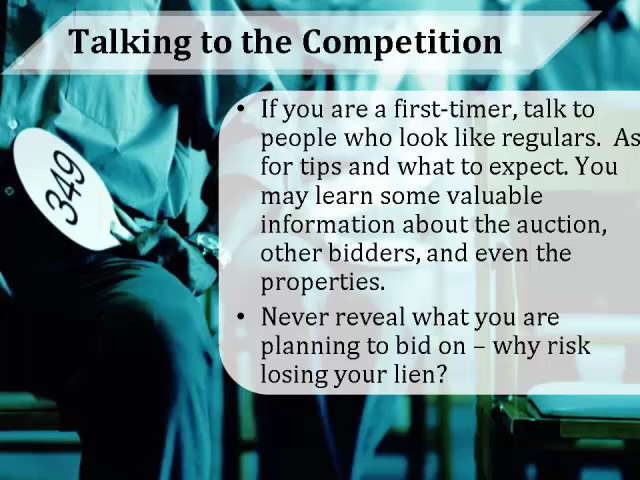 Talking to the Competition
• If you are a first-timer, talk to
people who look like regulars. As
for tips and what to expect. You
may learn some valuable
information about the auction,
other bidders, and even the
properties.
• Never reveal what you are
planning to bid on – why risk
losing your lien?
349